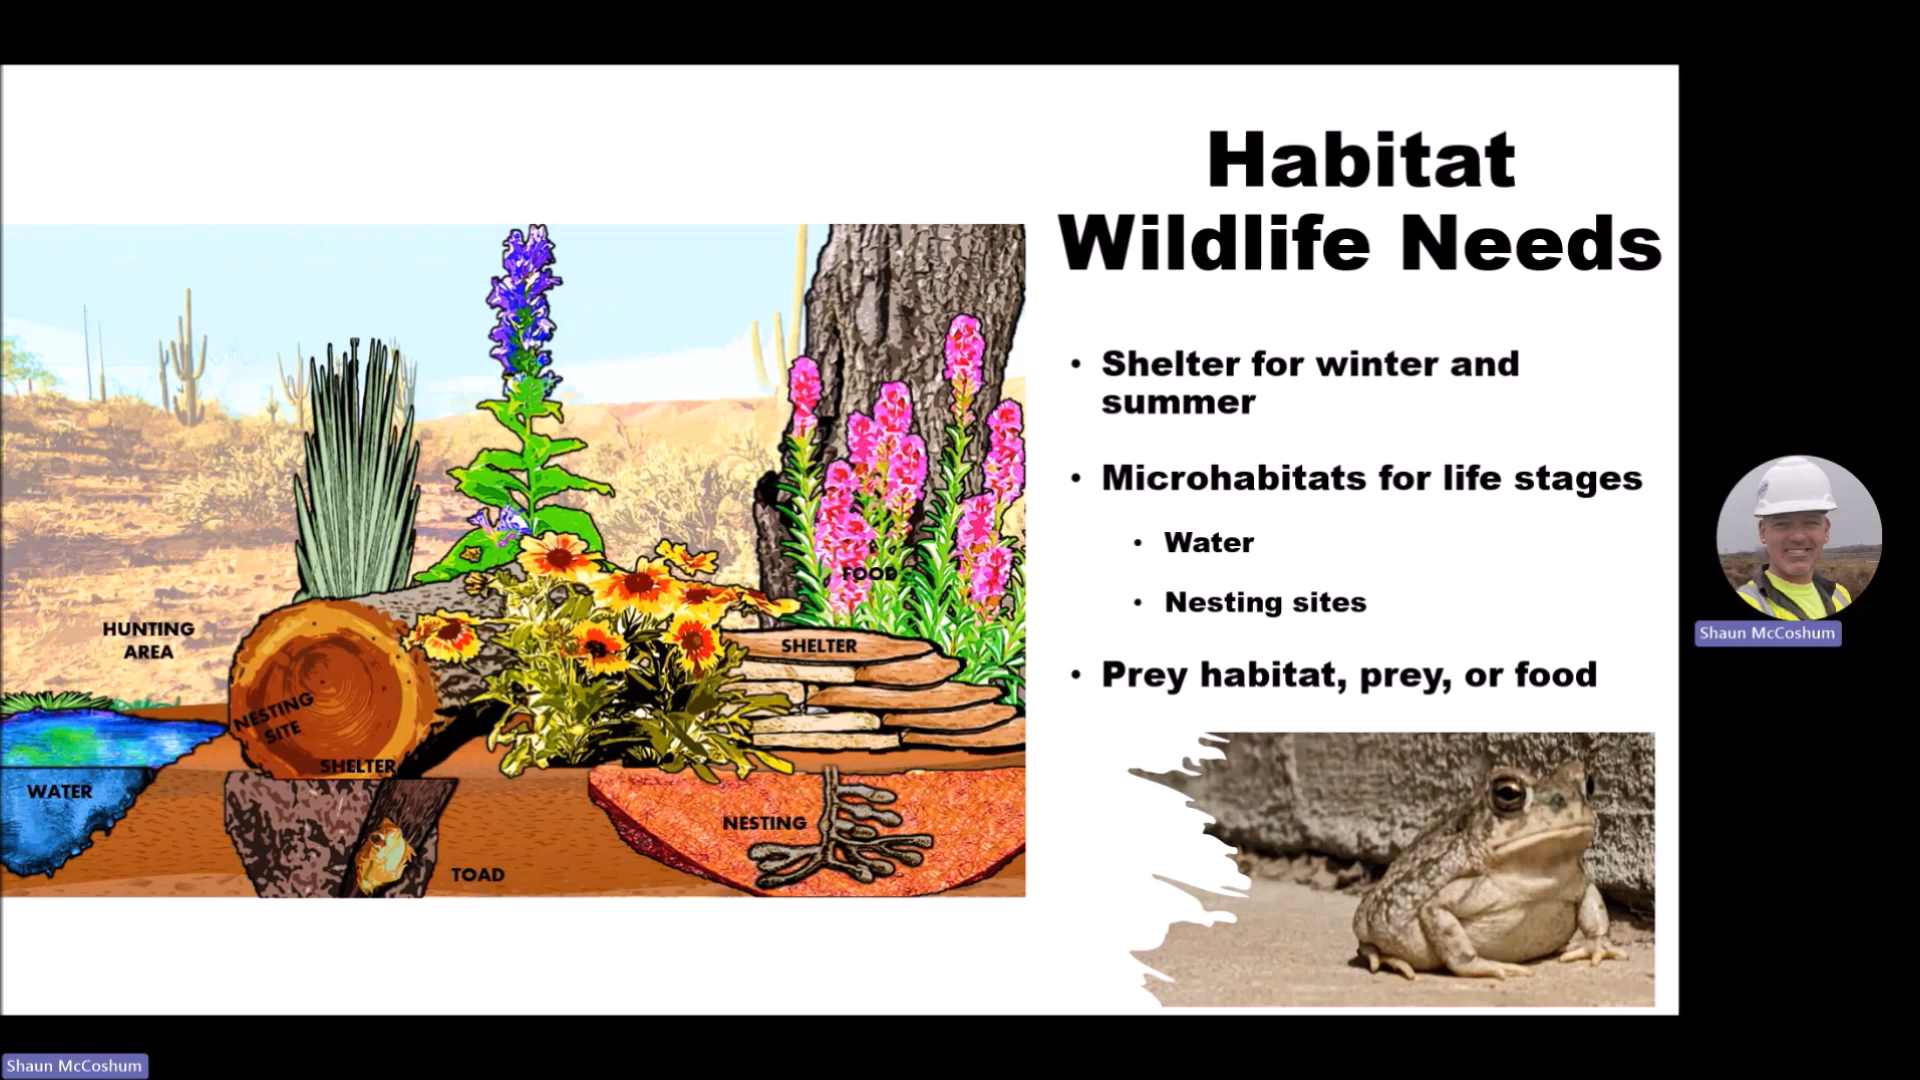 Habitat
Wildlife Needs
• Shelter for winter and
summer
• Microhabitats for life stages
• Water
• Nesting sites
• Prey habitat, prey, or food
FOOD
HUNTING
AREA
SHELTER
NESTING
SITE
SHELTER
WATER
NESTING
TOAD
Shaun McCoshum
Shaun McCoshum